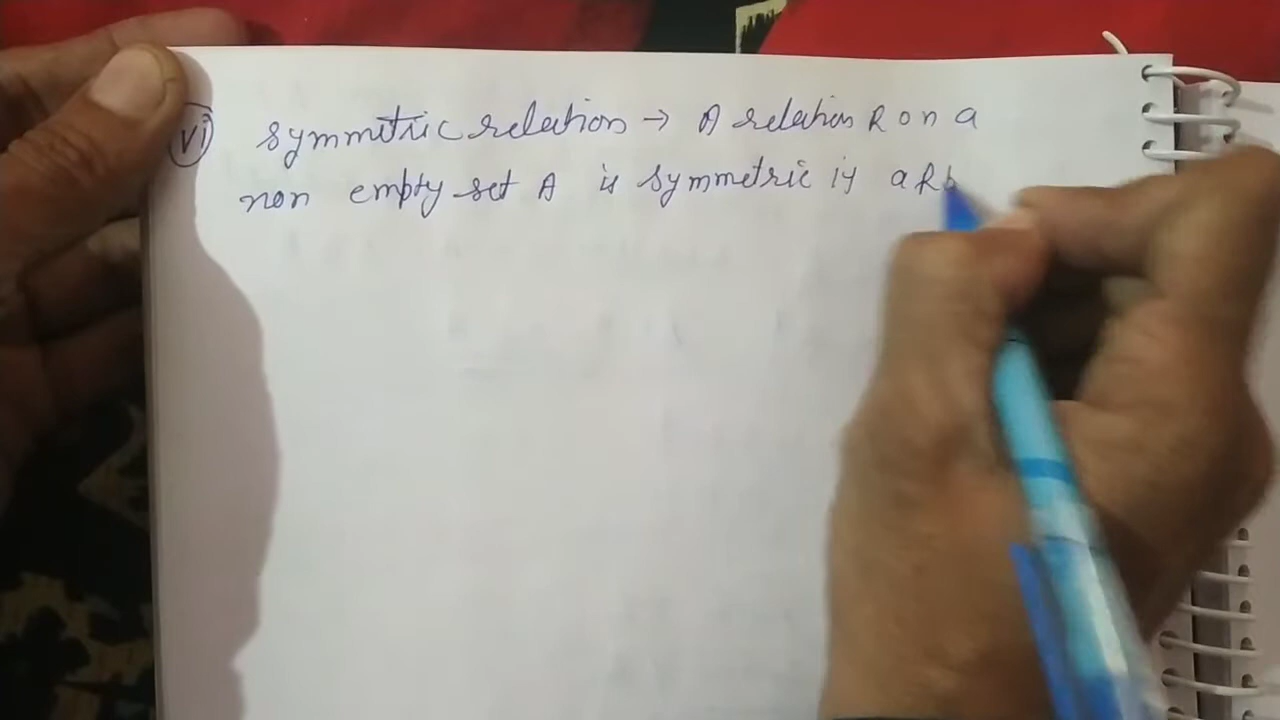 (vi) Symmetric relation → A relation R on a
non empty set A is symmetric if aRb